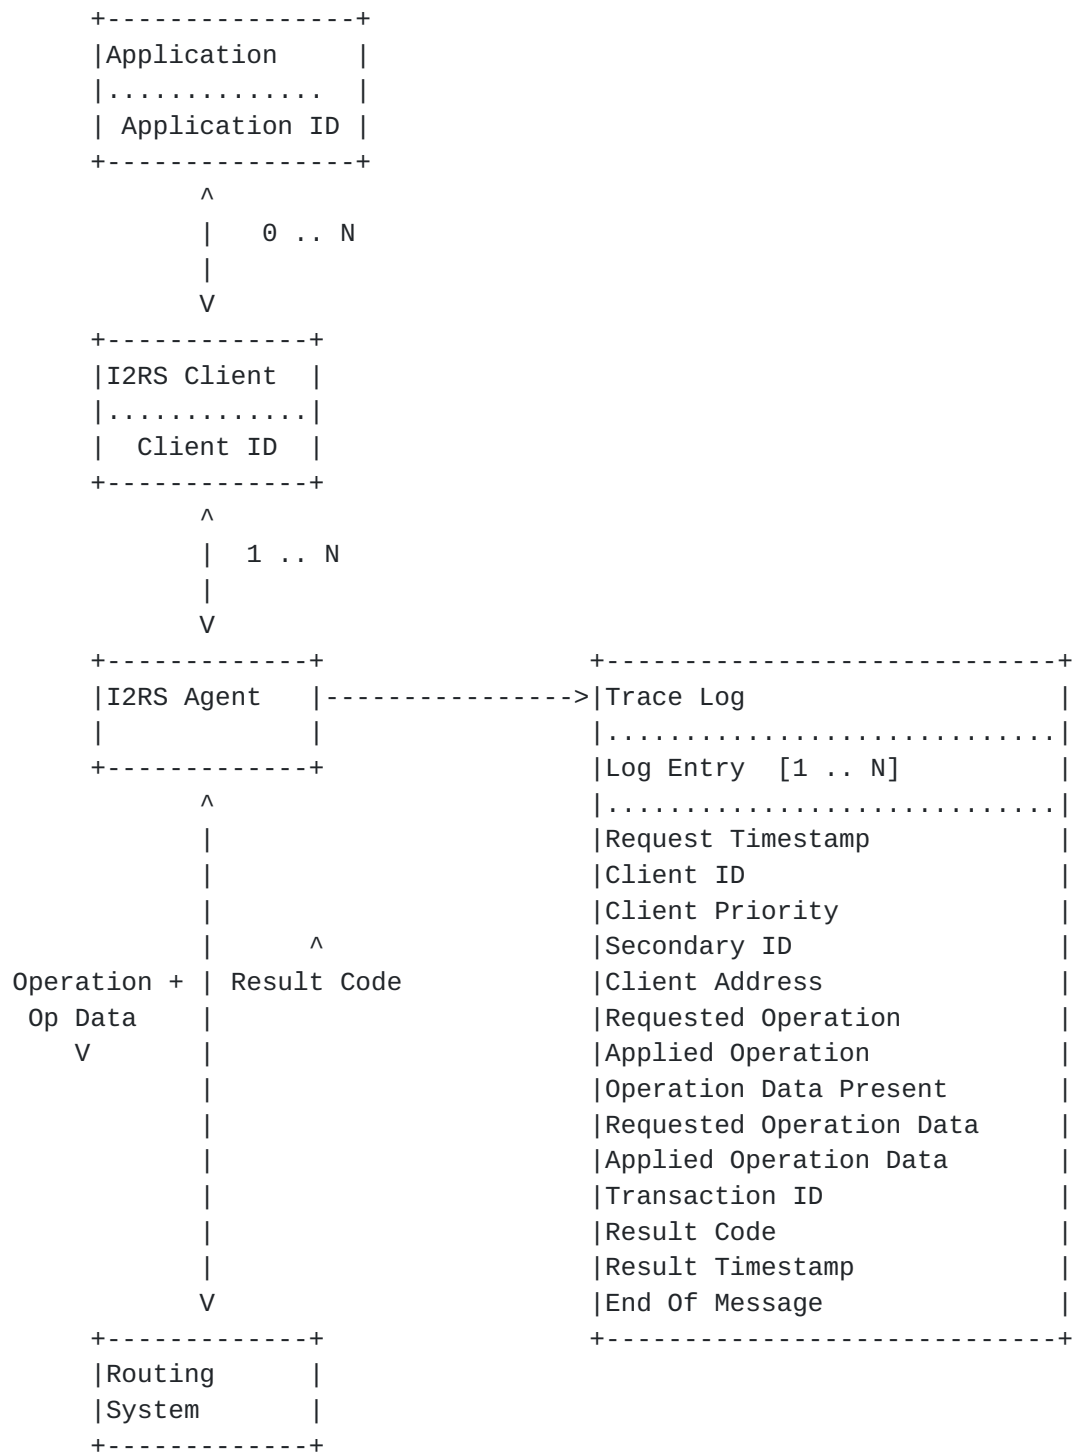 +----------------+
|Application     |
|..............  |
| Application ID |
+----------------+
       ^
       |   0 .. N
       |
       V
+-------------+
|I2RS Client  |
|.............|
|  Client ID  |
+-------------+
       ^
       |  1 .. N
       |
       V
+-------------+                 +-----------------------------+
|I2RS Agent   |---------------->|Trace Log                    |
|             |                 |.............................|
+-------------+                 |Log Entry  [1 .. N]          |
       ^                        |.............................|
       |                        |Request Timestamp            |
       |                        |Client ID                    |
       |                        |Client Priority              |
       |      ^                 |Secondary ID                 |
Operation + | Result Code            |Client Address               |
 Op Data    |                        |Requested Operation          |
    V       |                        |Applied Operation            |
       |                        |Operation Data Present       |
       |                        |Requested Operation Data     |
       |                        |Applied Operation Data       |
       |                        |Transaction ID               |
       |                        |Result Code                  |
       |                        |Result Timestamp             |
       V                        |End Of Message               |
+-------------+                 +-----------------------------+
|Routing      |
|System       |
+-------------+